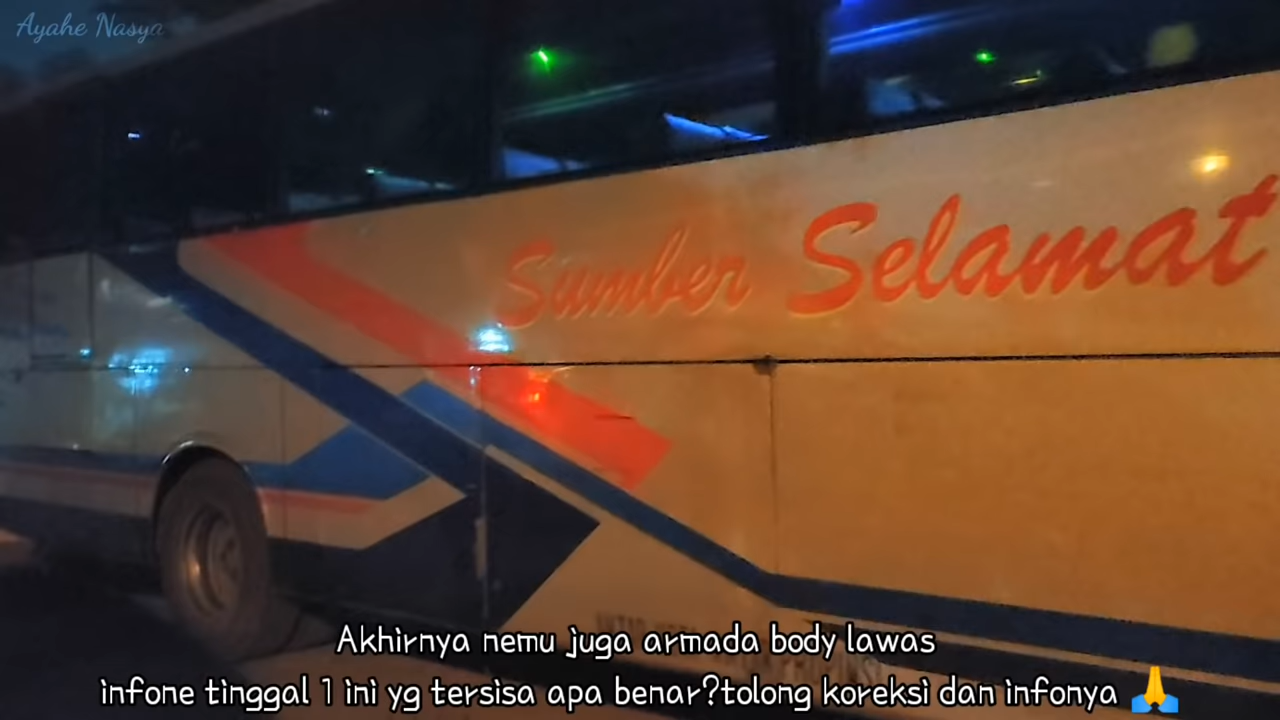 Ayahe Nasya
Sumber Selamat
Akhirnya nemu juga armada body lawas
infone tinggal 1 ini yg tersisa apa benar?tolong koreksi dan infonya 🙏